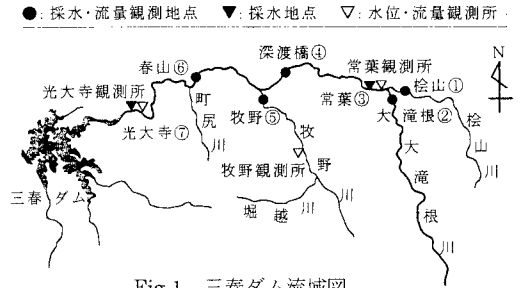 ●:採水・流量観測地点 ▼:採水地点 ▽:水位・流量観測所
深渡橋④
N
春山⑥
常葉観測所
光大寺観測所
常葉③
桧山①
町尻川
牧野⑤
大滝根②
光大寺⑦
牧野川
大滝根川
桧山川
牧野観測所
三春ダム
堀越川
Fig.1 三春ダム流域図